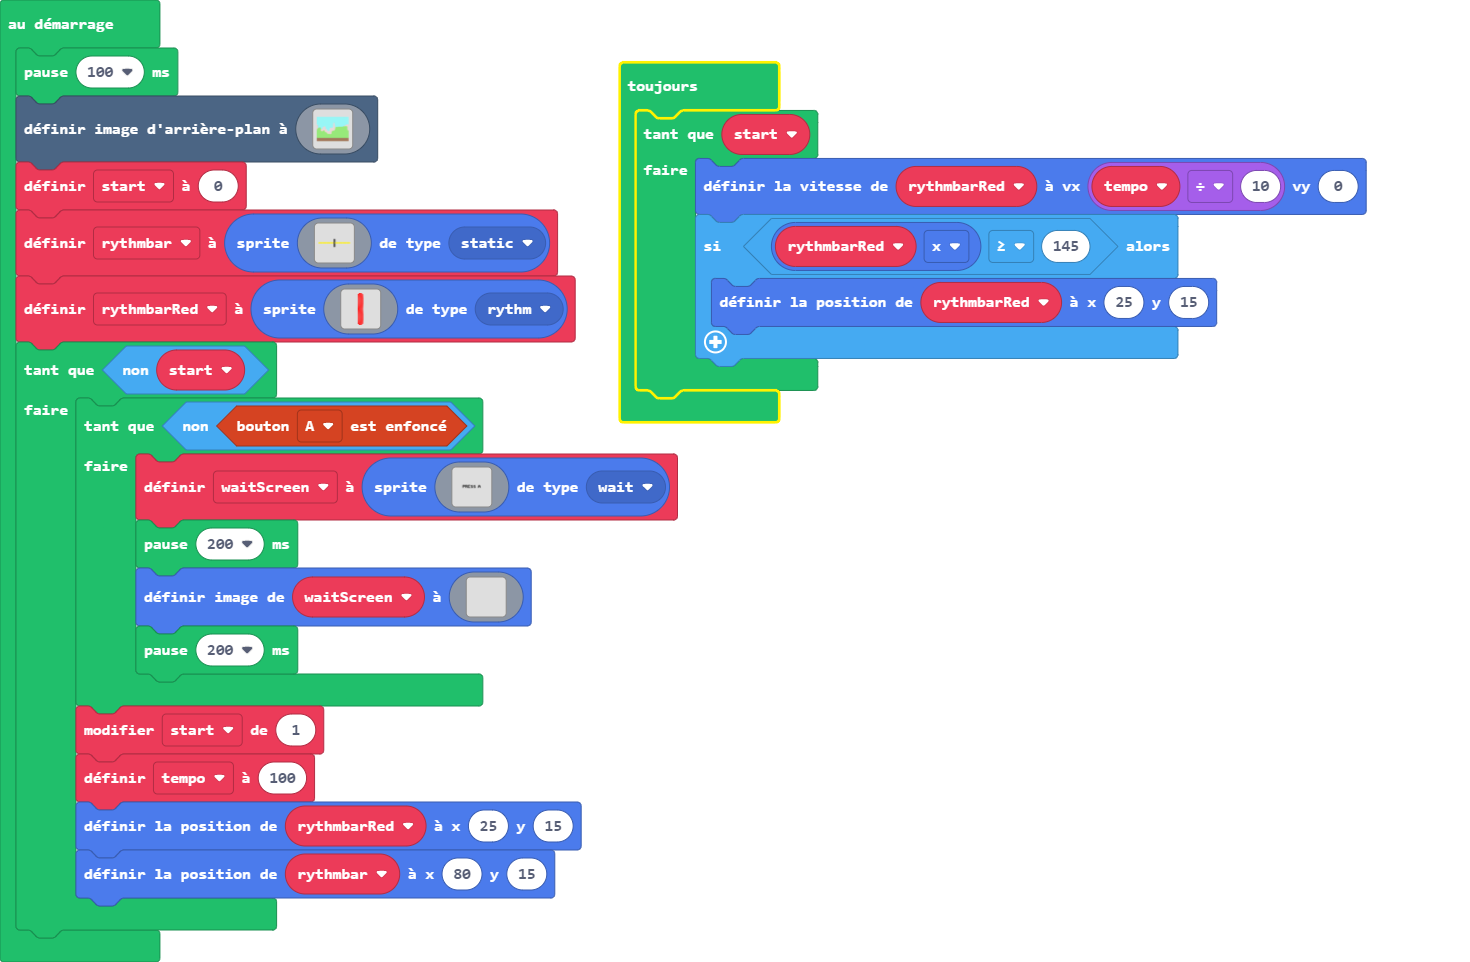 au démarrage
pause 100 ms
définir image d'arrière-plan à
définir start à 0
définir rythmbar à sprite de type static
définir rythmbarRed à sprite de type rythm
tant que non start
faire
tant que non bouton A est enfoncé
faire
définir waitScreen à sprite PRESS A de type wait
pause 200 ms
définir image de waitScreen à
pause 200 ms
modifier start de 1
définir tempo à 100
définir la position de rythmbarRed à x 25 y 15
définir la position de rythmbar à x 80 y 15
toujours
tant que start
faire
définir la vitesse de rythmbarRed à vx tempo ÷ 10 vy 0
si rythmbarRed x ≥ 145 alors
définir la position de rythmbarRed à x 25 y 15